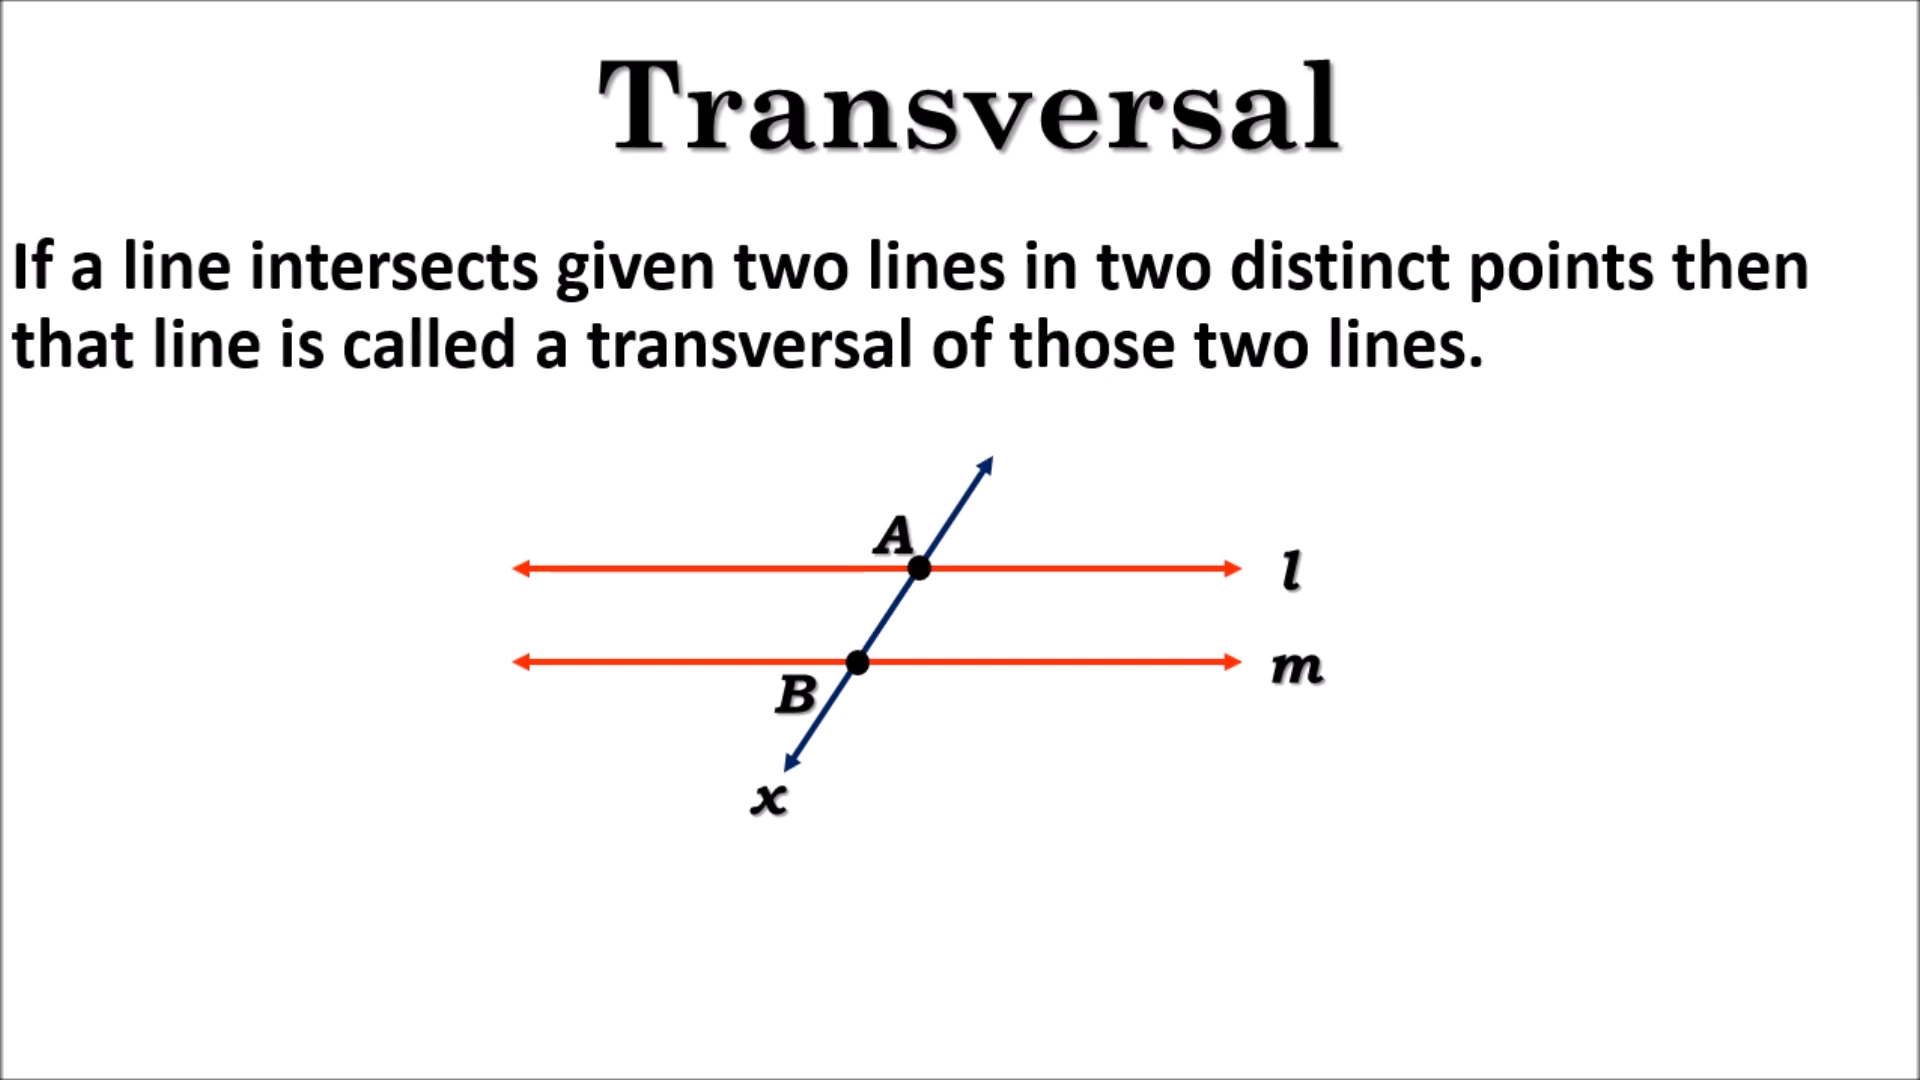 Transversal
If a line intersects given two lines in two distinct points then
that line is called a transversal of those two lines.
A
l
m
B
x